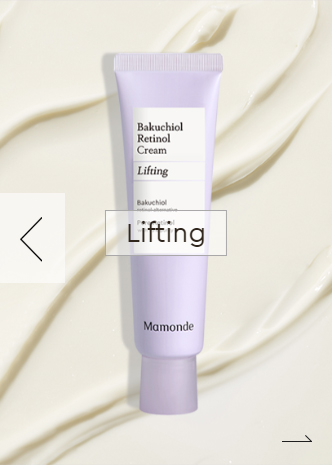 Bakuchiol
Retinol
Cream
Lifting
Bakuchiol
Lifting
Mamonde